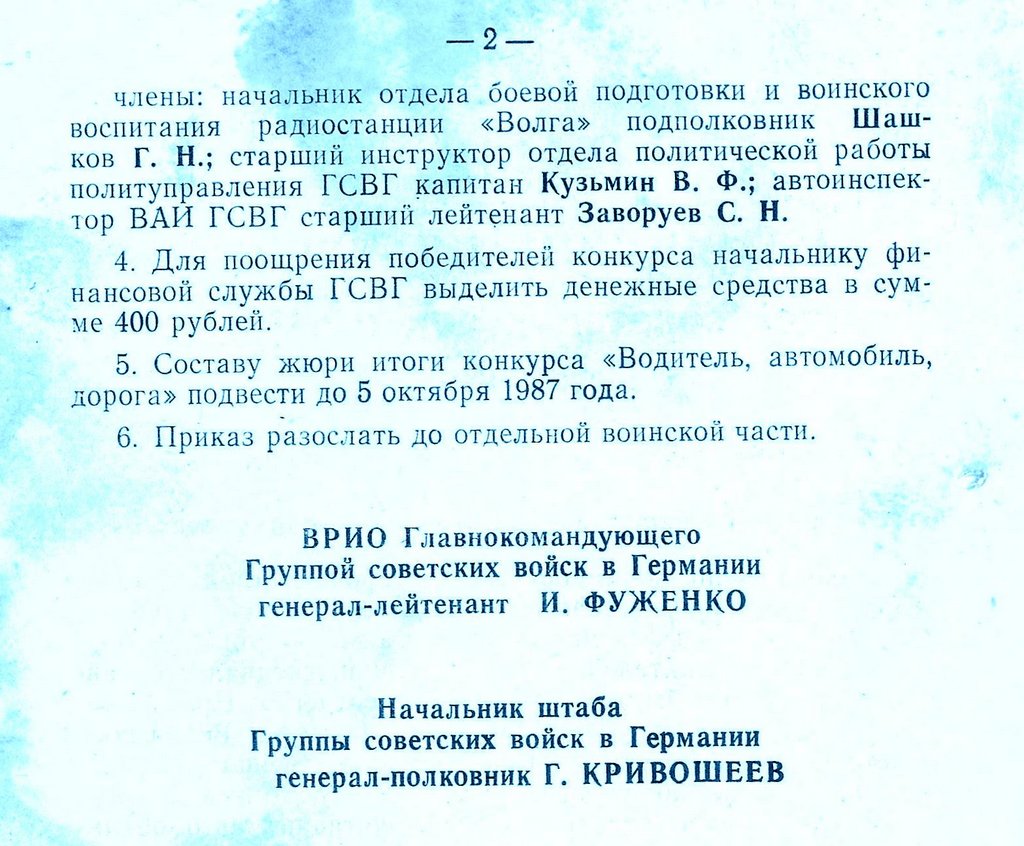 — 2 —
члены: начальник отдела боевой подготовки и воинского
воспитания радиостанции «Волга» подполковник Шаш-
ков Г. Н.; старший инструктор отдела политической работы
политуправления ГСВГ капитан Кузьмин В. Ф.; автоинспек-
тор ВАИ ГСВГ старший лейтенант Заворуев С. Н.
4. Для поощрения победителей конкурса начальнику фи-
нансовой службы ГСВГ выделить денежные средства в сум-
ме 400 рублей.
5. Составу жюри итоги конкурса «Водитель, автомобиль,
дорога» подвести до 5 октября 1987 года.
6. Приказ разослать до отдельной воинской части.
ВРИО Главнокомандующего
Группой советских войск в Германии
генерал-лейтенант И. ФУЖЕНКО
Начальник штаба
Группы советских войск в Германии
генерал-полковник Г. КРИВОШЕЕВ